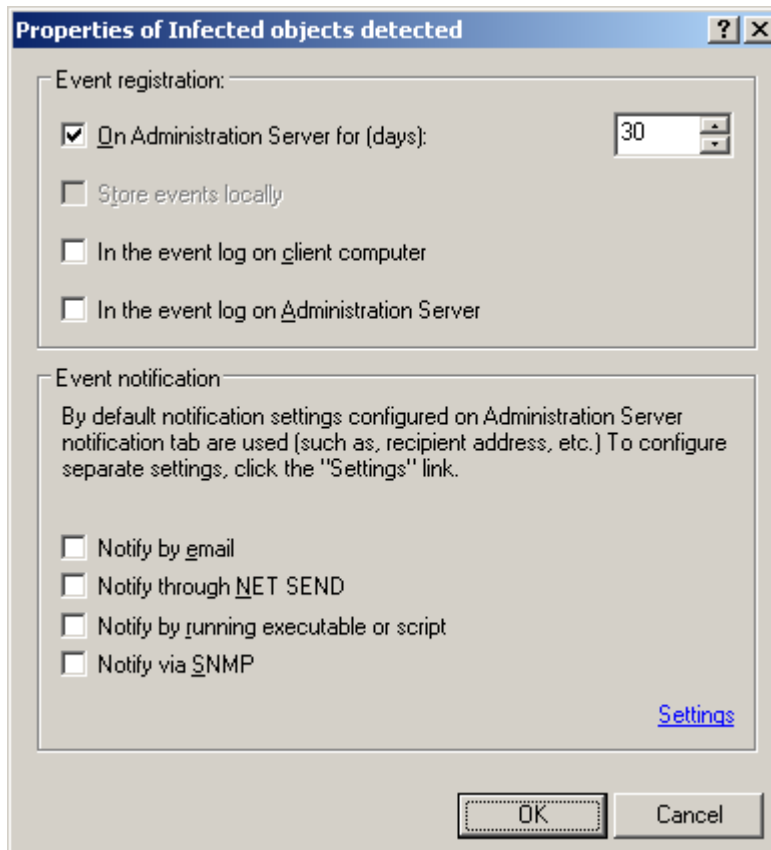 Properties of Infected objects detected
Event registration:
On Administration Server for (days):
30
Store events locally
In the event log on client computer
In the event log on Administration Server
Event notification
By default notification settings configured on Administration Server
notification tab are used (such as, recipient address, etc.) To configure
separate settings, click the "Settings" link.
Notify by email
Notify through NET SEND
Notify by running executable or script
Notify via SNMP
Settings
OK
Cancel